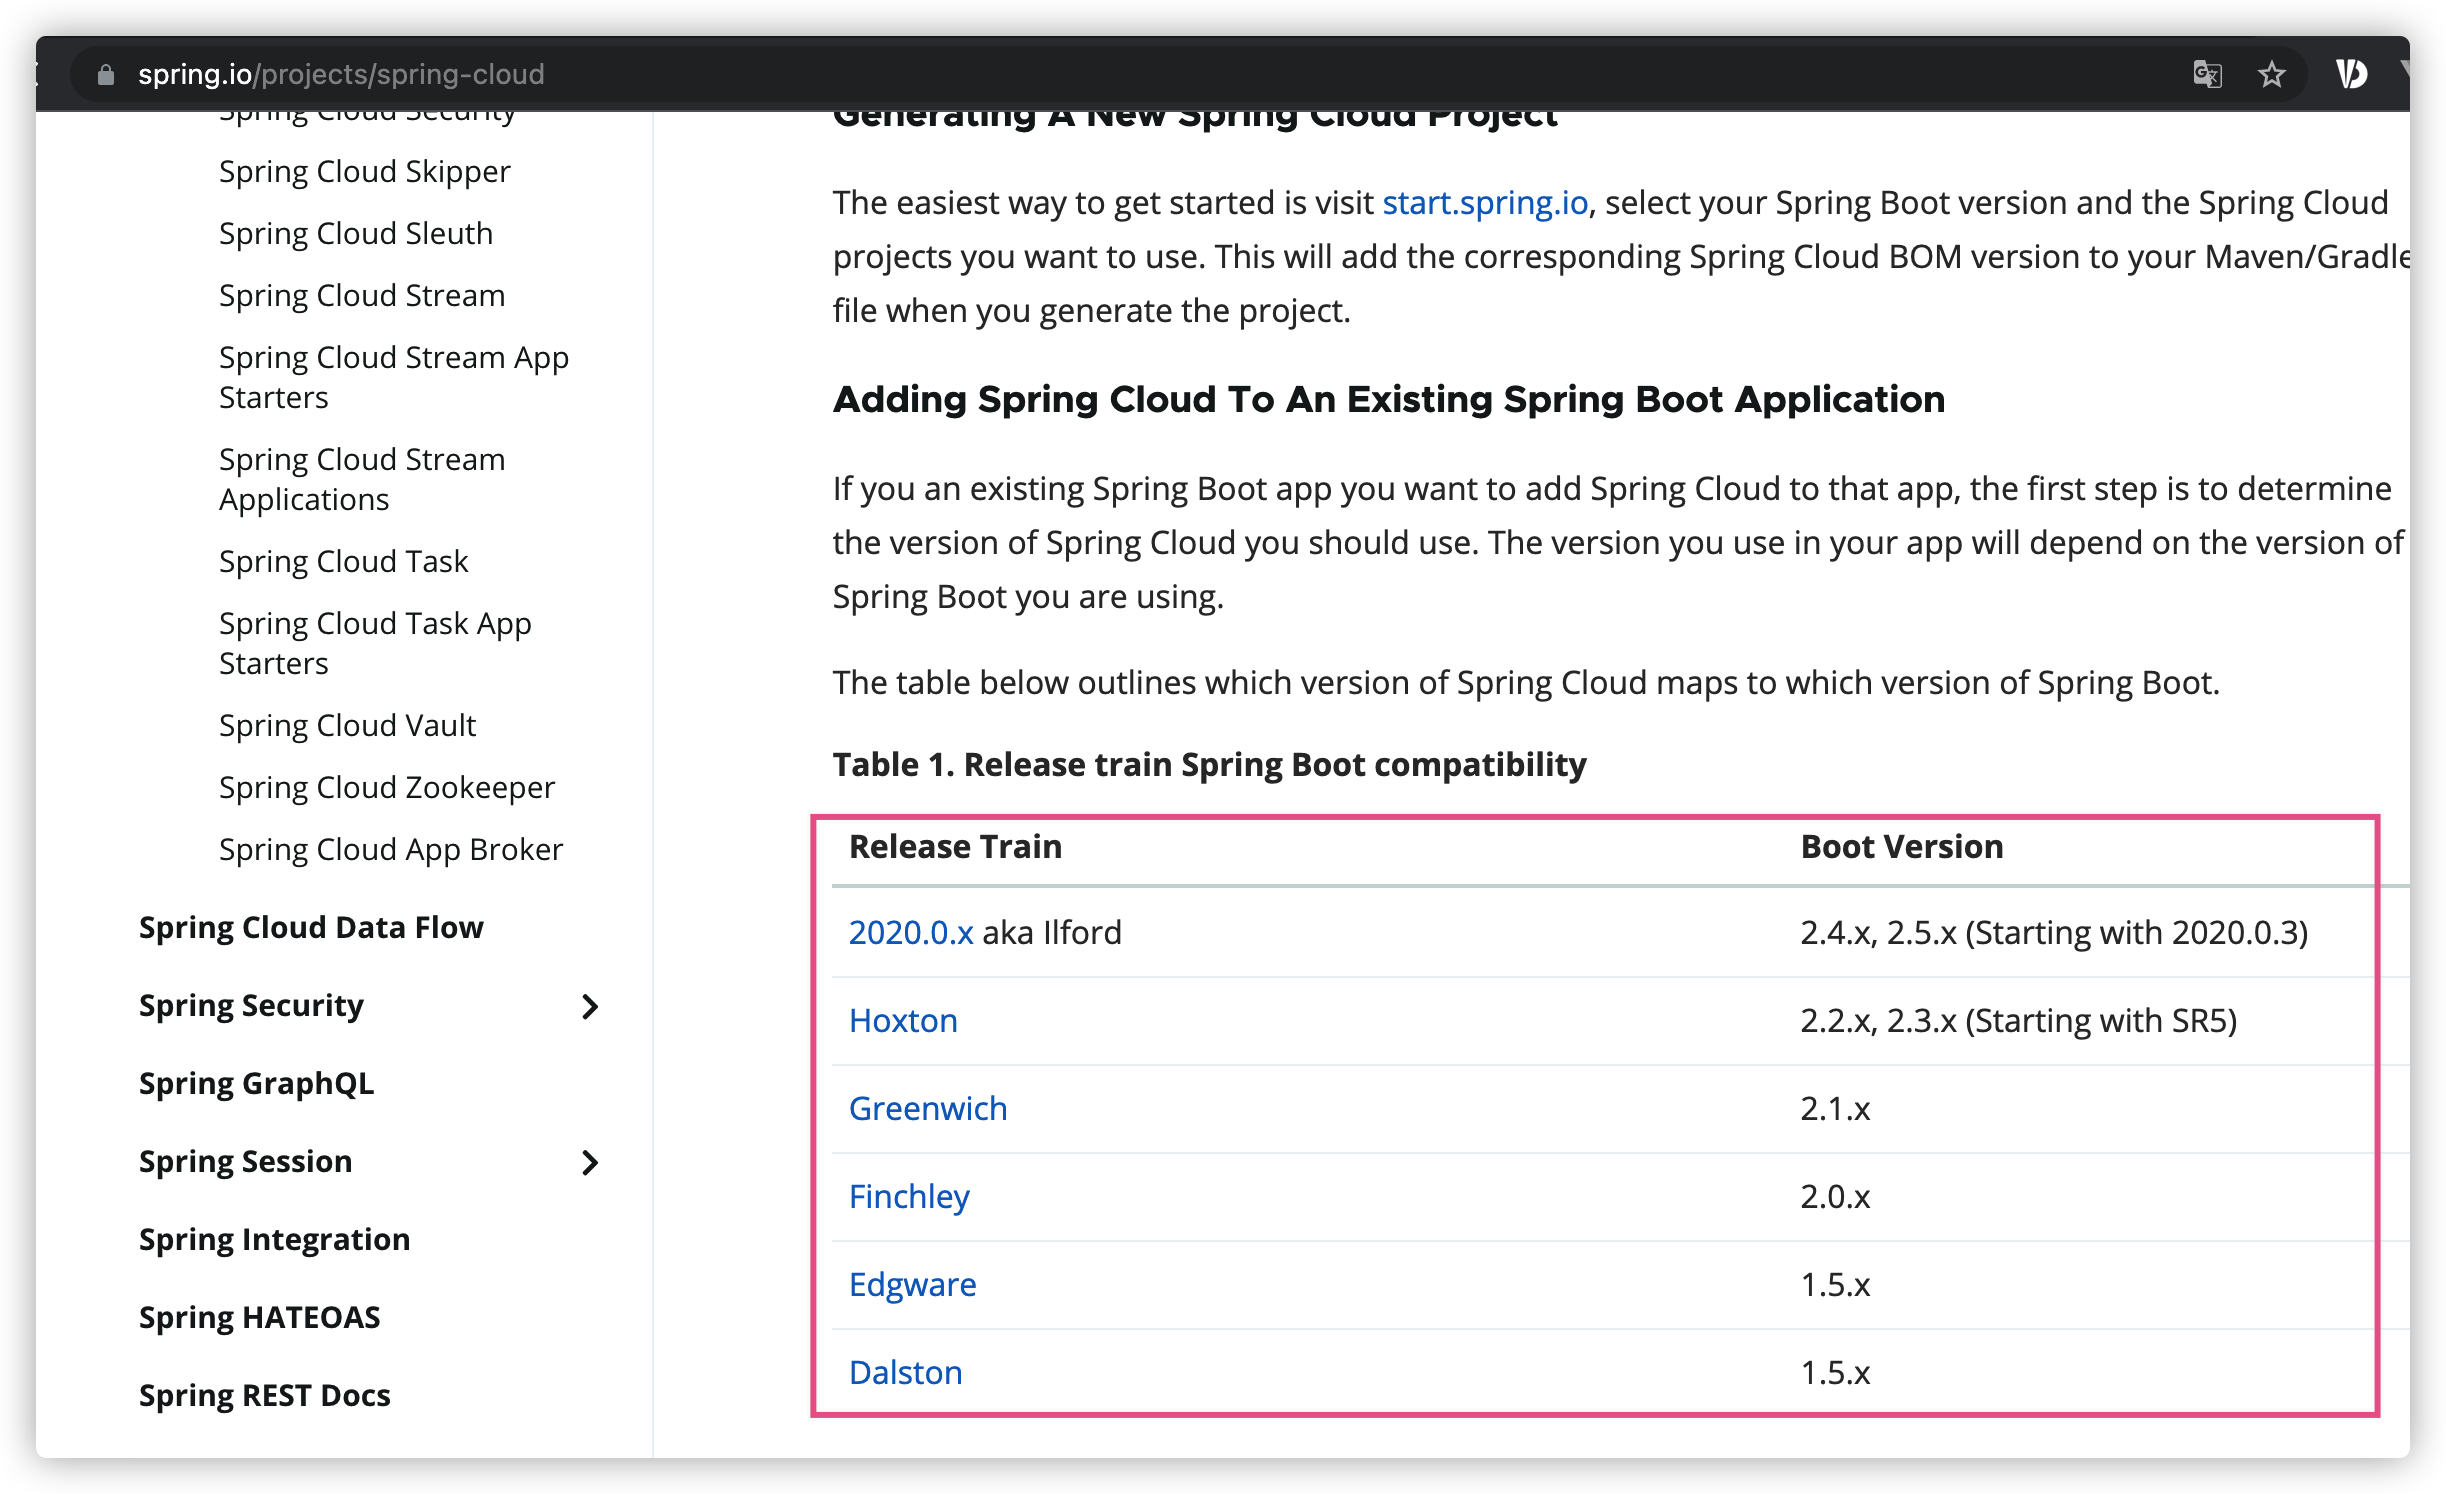 spring.io/projects/spring-cloud
Spring Cloud Security
Spring Cloud Skipper
Spring Cloud Sleuth
Spring Cloud Stream
Spring Cloud Stream App
Starters
Spring Cloud Stream
Applications
Spring Cloud Task
Spring Cloud Task App
Starters
Spring Cloud Vault
Spring Cloud Zookeeper
Spring Cloud App Broker
Spring Cloud Data Flow
Spring Security
Spring GraphQL
Spring Session
Spring Integration
Spring HATEOAS
Spring REST Docs
Generating A New Spring Cloud Project
The easiest way to get started is visit start.spring.io, select your Spring Boot version and the Spring Cloud
projects you want to use. This will add the corresponding Spring Cloud BOM version to your Maven/Gradle
file when you generate the project.
Adding Spring Cloud To An Existing Spring Boot Application
If you an existing Spring Boot app you want to add Spring Cloud to that app, the first step is to determine
the version of Spring Cloud you should use. The version you use in your app will depend on the version of
Spring Boot you are using.
The table below outlines which version of Spring Cloud maps to which version of Spring Boot.
Table 1. Release train Spring Boot compatibility
Release Train Boot Version
2020.0.x aka Ilford 2.4.x, 2.5.x (Starting with 2020.0.3)
Hoxton 2.2.x, 2.3.x (Starting with SR5)
Greenwich 2.1.x
Finchley 2.0.x
Edgware 1.5.x
Dalston 1.5.x